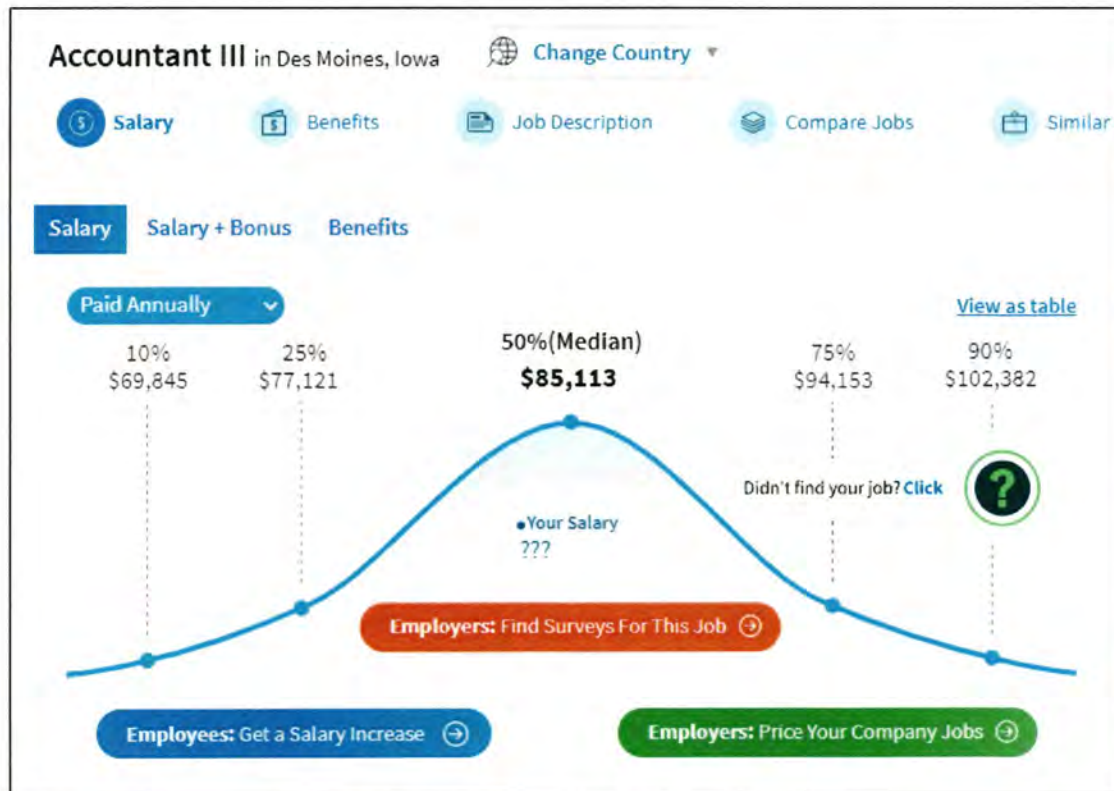 Accountant III in Des Moines, Iowa Change Country
Salary Benefits Job Description Compare Jobs Similar
Salary Salary + Bonus Benefits
Paid Annually
View as table
10% 25% 50%(Median) 75% 90%
$69,845 $77,121 $85,113 $94,153 $102,382
Didn't find your job? Click ?
Your Salary
???
Employers: Find Surveys For This Job
Employees: Get a Salary Increase
Employers: Price Your Company Jobs